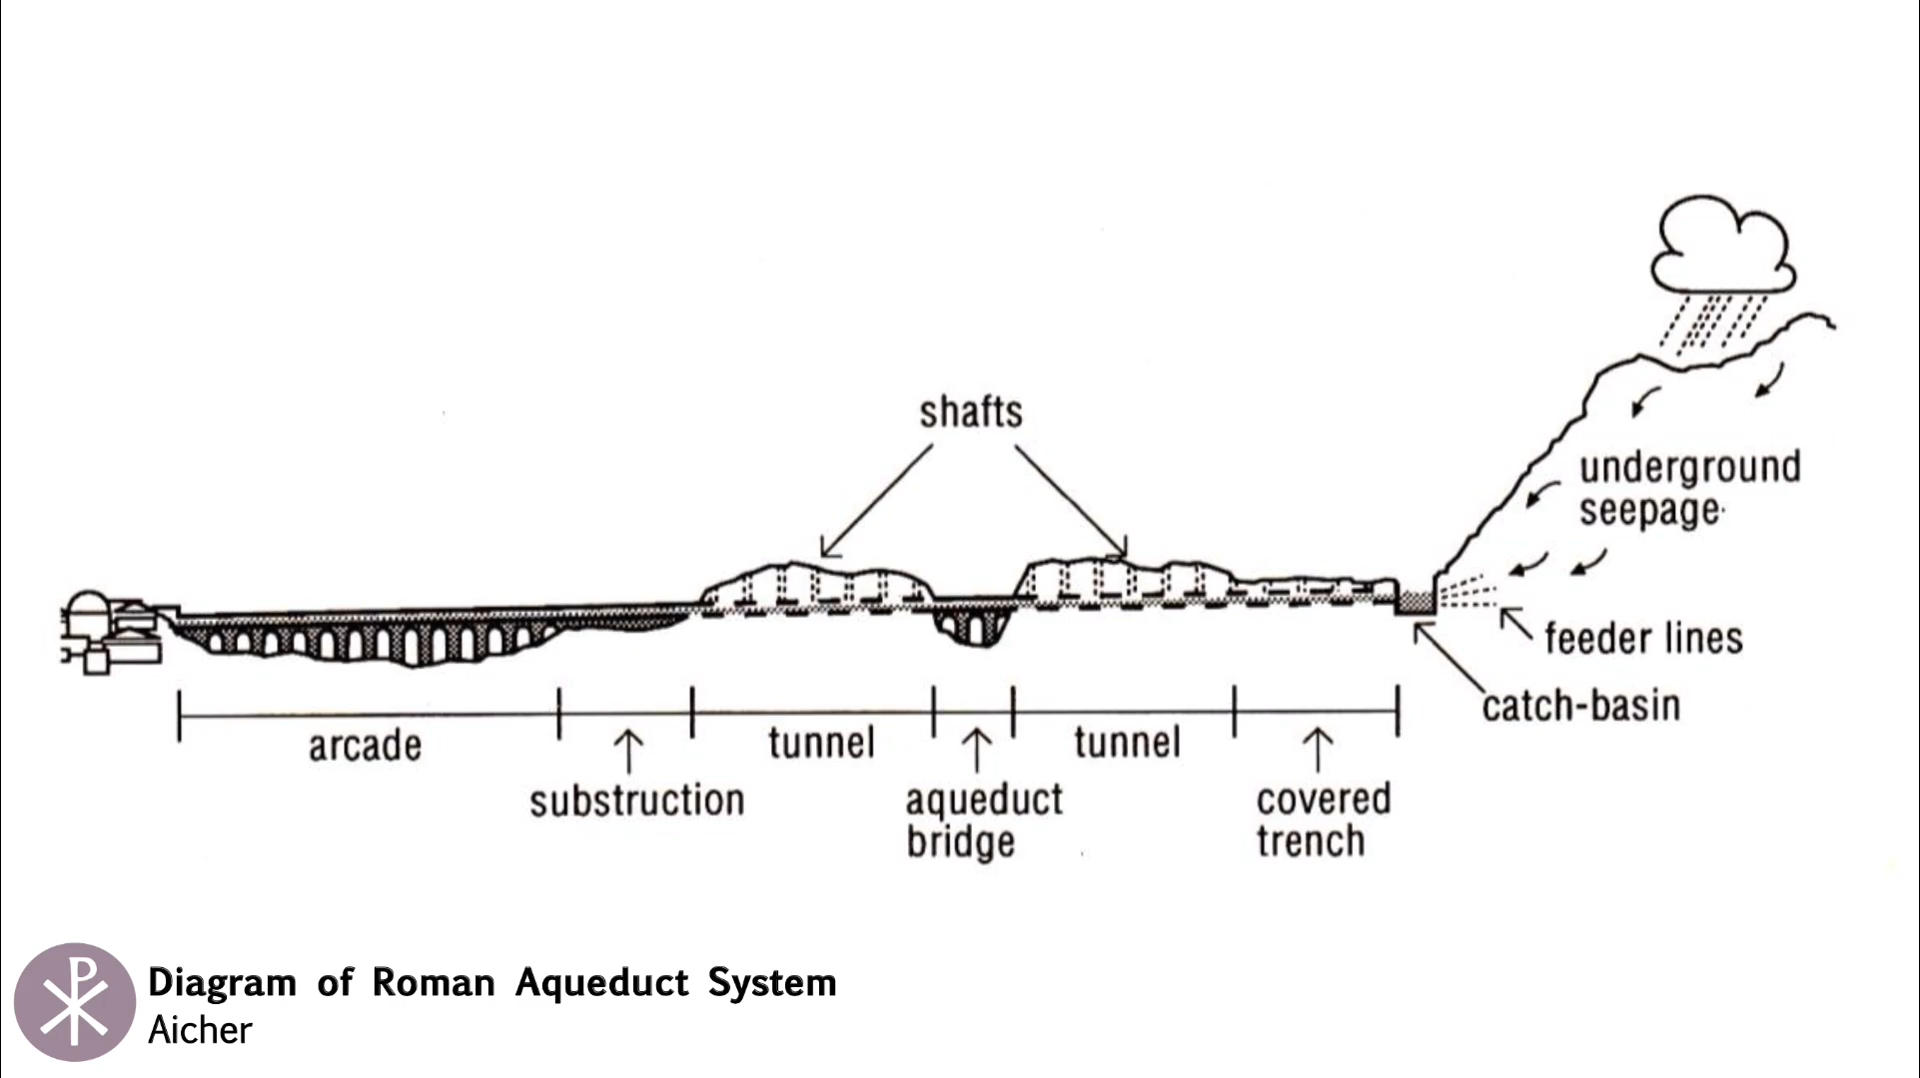 shafts
underground
seepage
feeder lines
catch-basin
arcade
tunnel
tunnel
substruction
aqueduct
bridge
covered
trench
Diagram of Roman Aqueduct System
Aicher